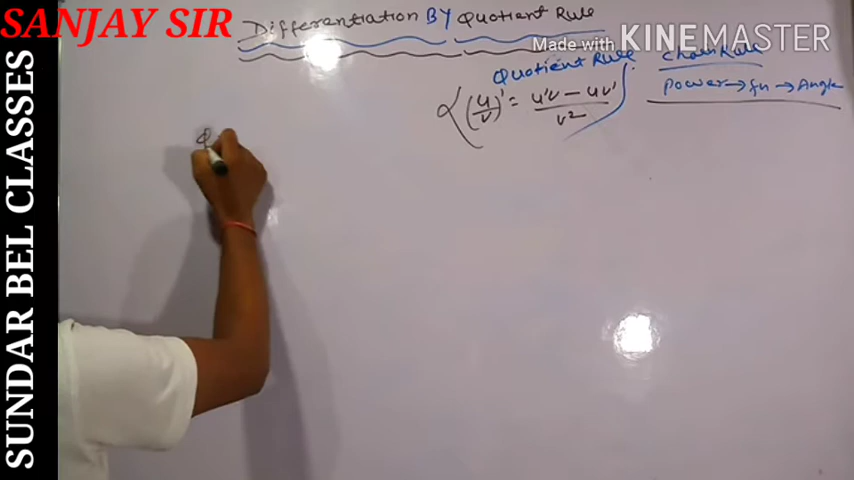 SANJAY SIR
SUNDAR BEL CLASSES
Differentiation BY Quotient Rule
Made with KINEMASTER
Quotient Rule
Chain Rule
(u/v)' = u'v - uv' / v²
Power → fn → Angle
Q